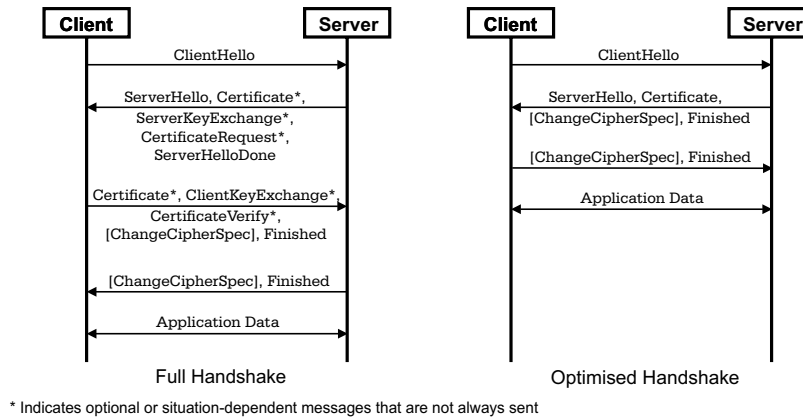 Client
Server
ClientHello
ServerHello, Certificate*,
ServerKeyExchange*,
CertificateRequest*,
ServerHelloDone
Certificate*, ClientKeyExchange*,
CertificateVerify*,
[ChangeCipherSpec], Finished
[ChangeCipherSpec], Finished
Application Data
Full Handshake
Client
Server
ClientHello
ServerHello, Certificate,
[ChangeCipherSpec], Finished
[ChangeCipherSpec], Finished
Application Data
Optimised Handshake
* Indicates optional or situation-dependent messages that are not always sent